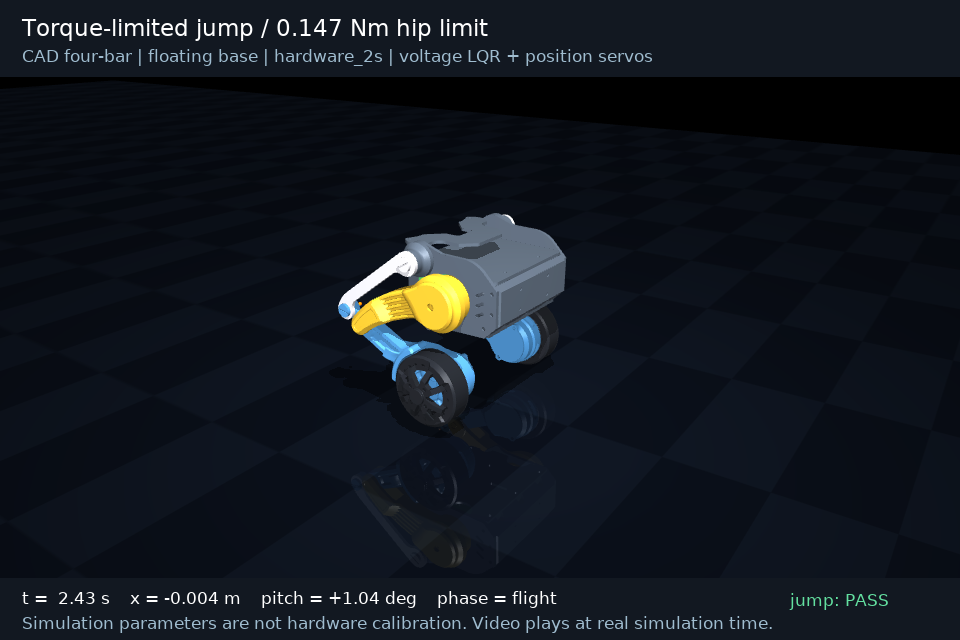 Torque-limited jump / 0.147 Nm hip limit
CAD four-bar | floating base | hardware_2s | voltage LQR + position servos
t =  2.43 s    x = -0.004 m    pitch = +1.04 deg    phase = flight    jump: PASS
Simulation parameters are not hardware calibration. Video plays at real simulation time.